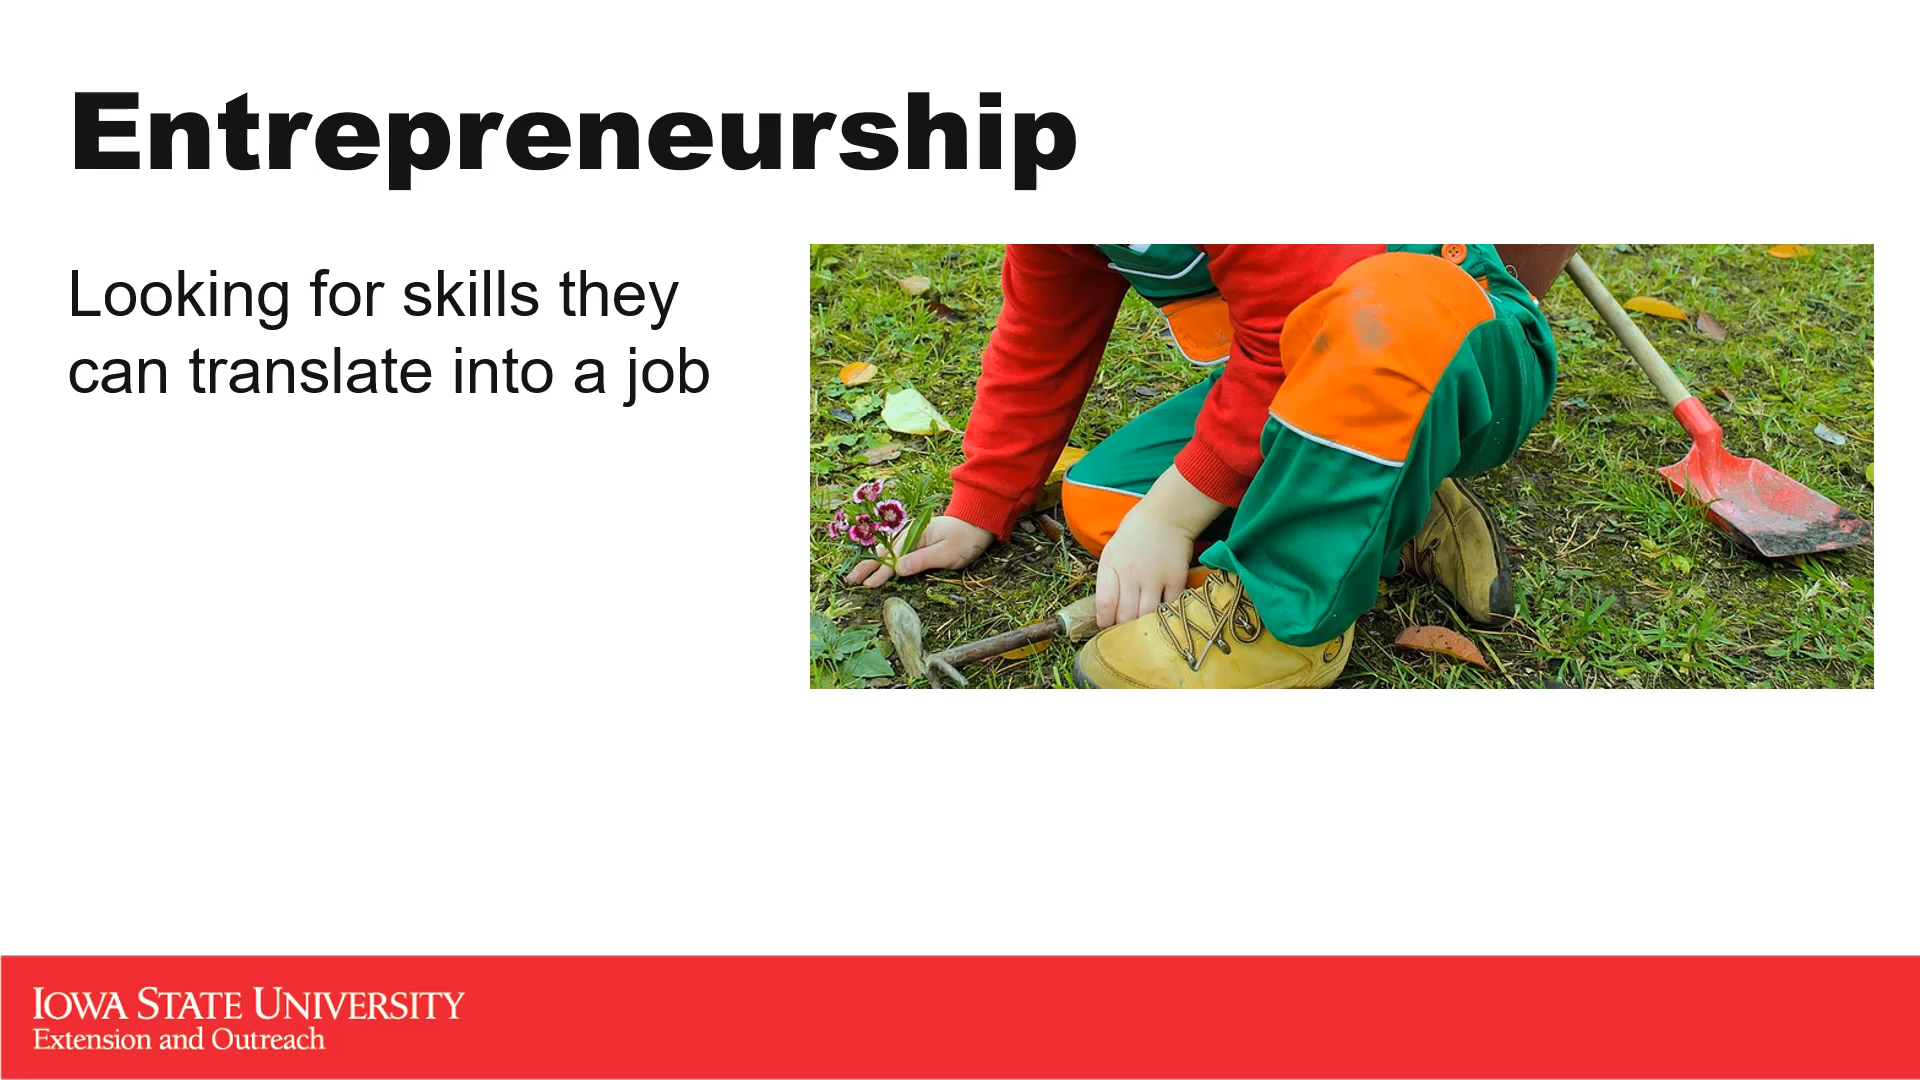 Entrepreneurship
Looking for skills they
can translate into a job
IOWA STATE UNIVERSITY
Extension and Outreach